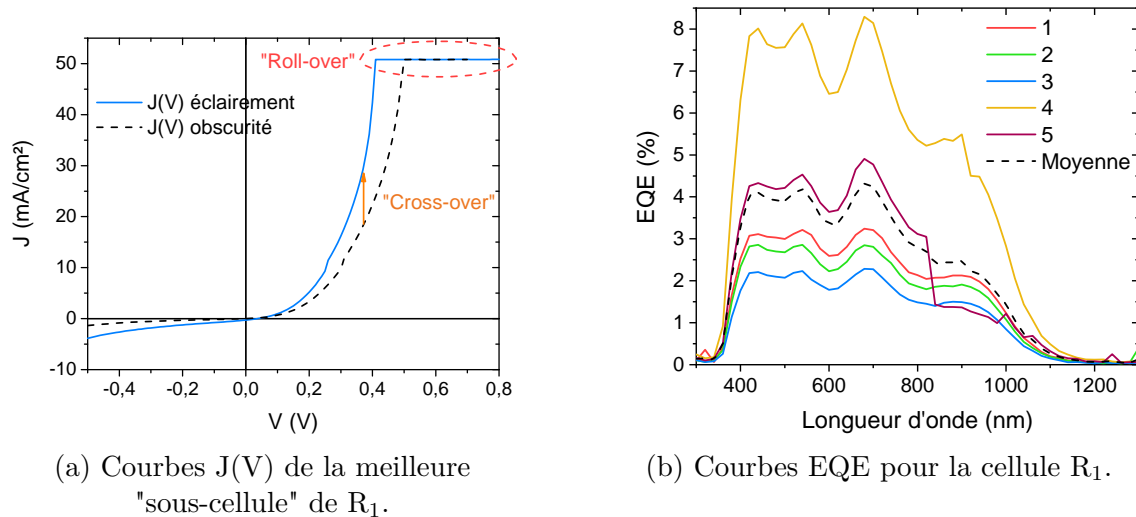 50
40
30
20
10
0
-10
J (mA/cm²)
"Roll-over"
J(V) éclairement
J(V) obscurité
"Cross-over"
-0,4
-0,2
0,0
0,2
0,4
0,6
0,8
V (V)
(a) Courbes J(V) de la meilleure
"sous-cellule" de R₁.
8
7
6
5
4
3
2
1
0
EQE (%)
1
2
3
4
5
Moyenne
400
600
800
1000
1200
Longueur d'onde (nm)
(b) Courbes EQE pour la cellule R₁.